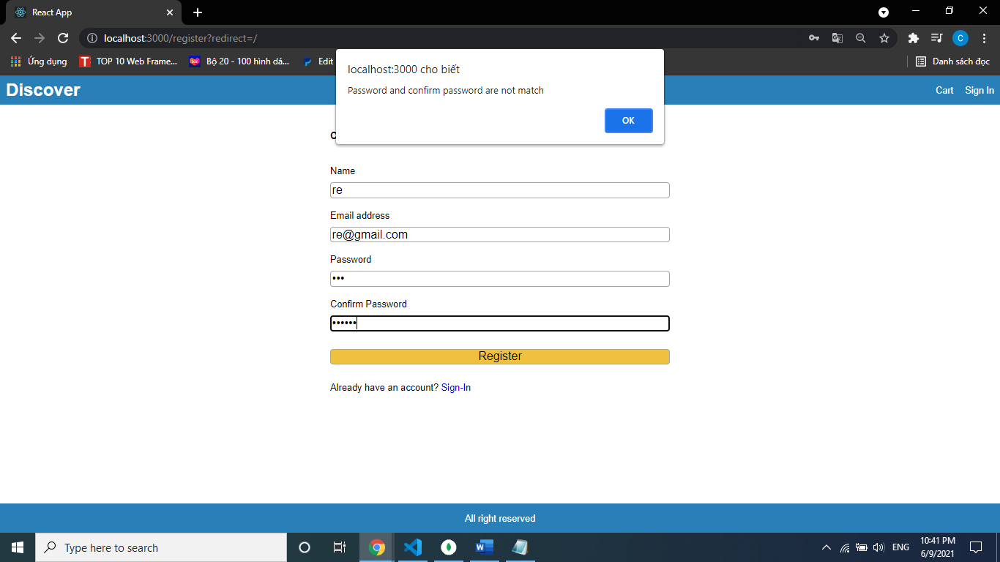 React App
localhost:3000/register?redirect=/
C
Ứng dụng
T
TOP 10 Web Frame...
Bộ 20 - 100 hình dá...
Edit
Danh sách đọc
localhost:3000 cho biết
Password and confirm password are not match
OK
Discover
Cart
Sign In
Name
re
Email address
re@gmail.com
Password
•••
Confirm Password
••••••
Register
Already have an account? Sign-In
All right reserved
Type here to search
W
ENG
10:41 PM
6/9/2021